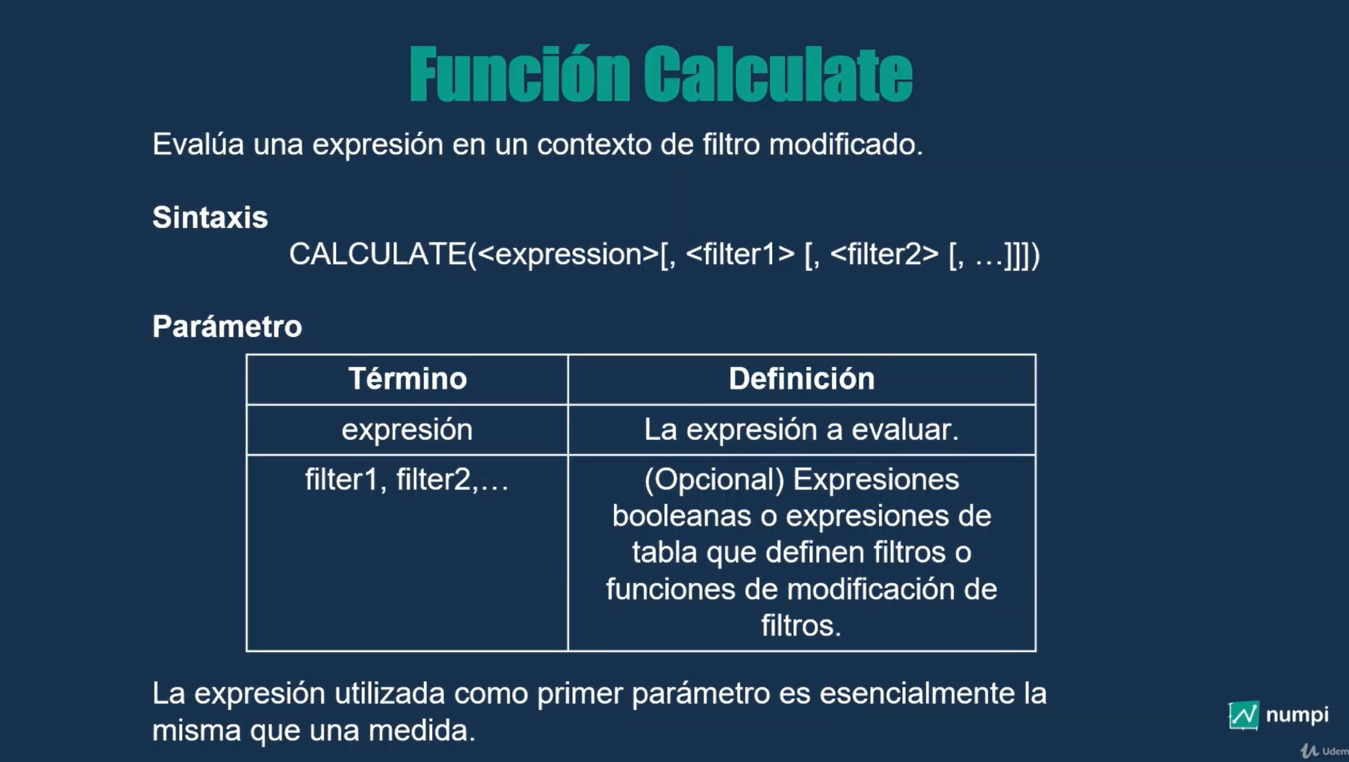 Función Calculate
Evalúa una expresión en un contexto de filtro modificado.
Sintaxis
CALCULATE(<expression>[, <filter1> [, <filter2> [, …]]])
Parámetro
Término Definición
expresión La expresión a evaluar.
filter1, filter2,… (Opcional) Expresiones
booleanas o expresiones de
tabla que definen filtros o
funciones de modificación de
filtros.
La expresión utilizada como primer parámetro es esencialmente la
misma que una medida.
numpi
Udem